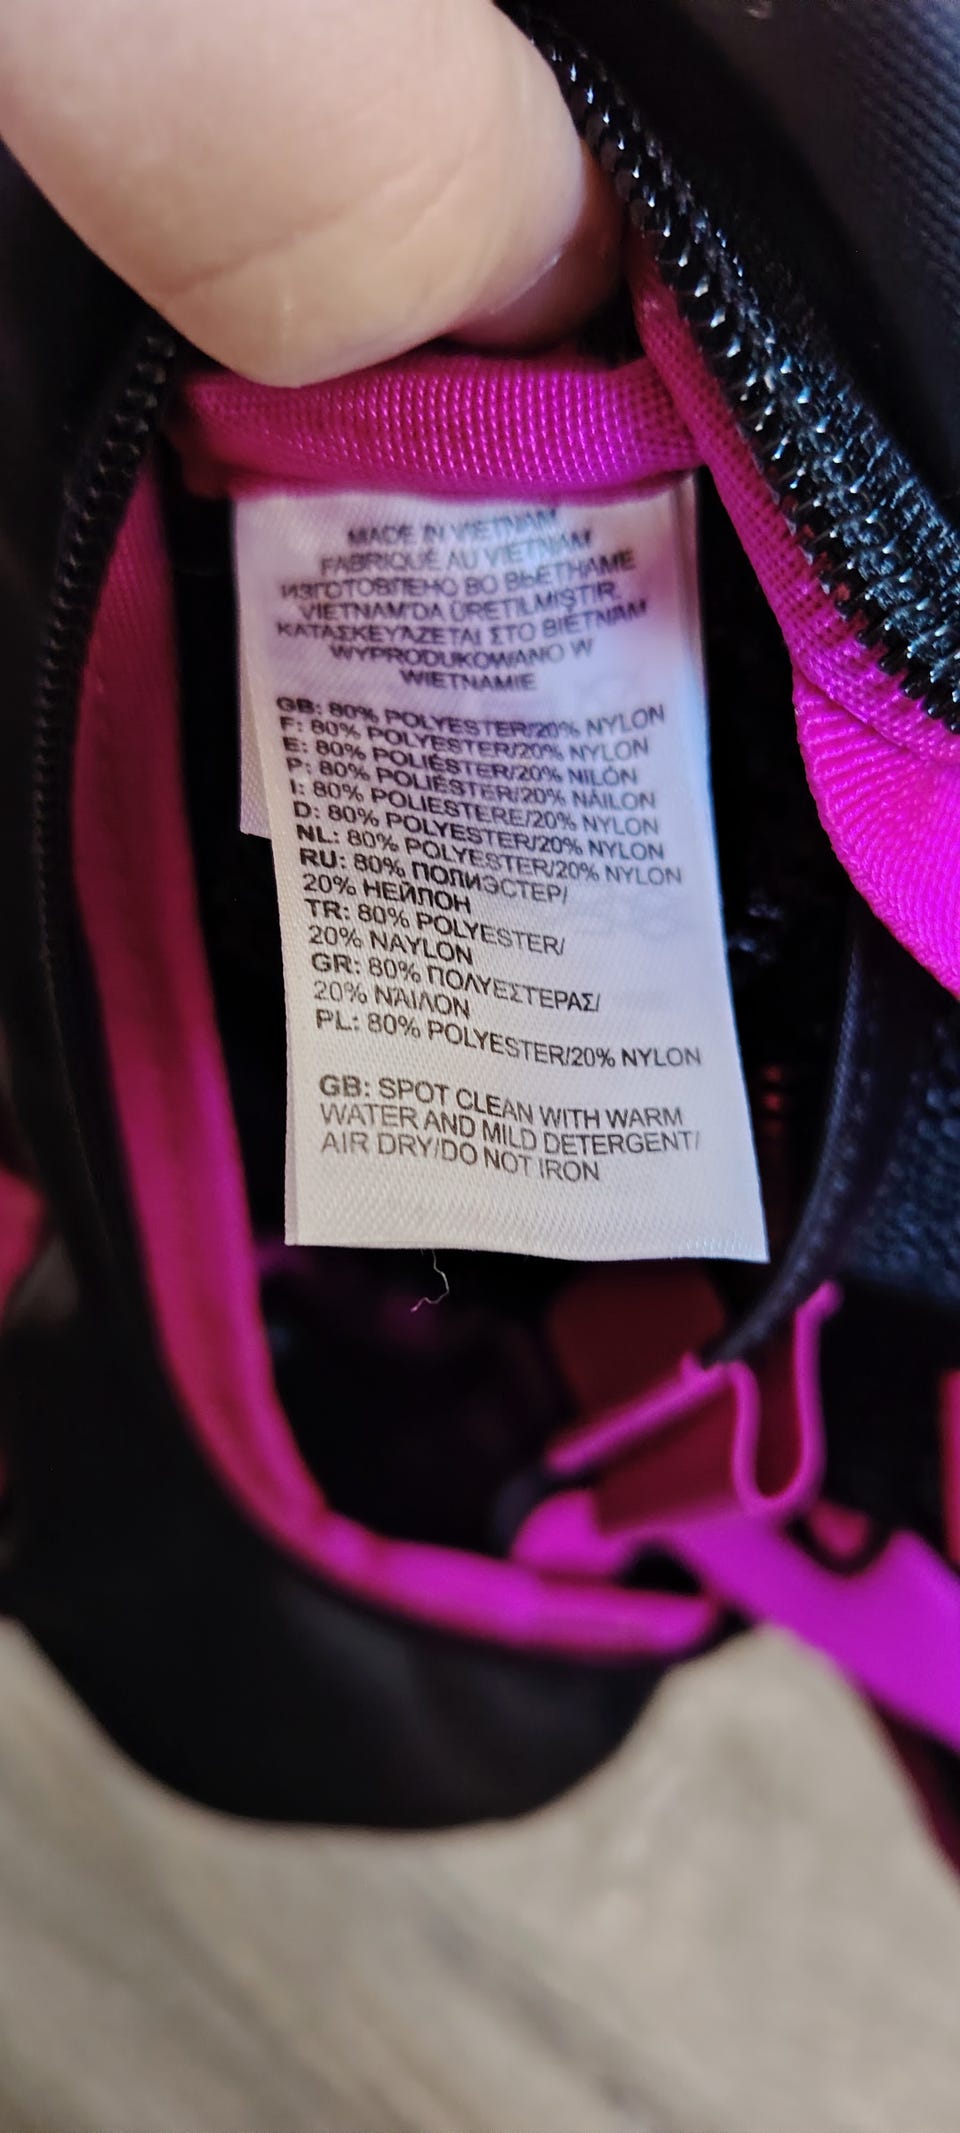 MADE IN VIETNAM
FABRIQUÉ AU VIETNAM
ИЗГОТОВЛЕНО ВО ВЬЕТНАМЕ
VIETNAM'DA ÜRETILMIŞTIR
ΚΑΤΑΣΚΕΥΆΖΕΤΑΙ ΣΤΟ ΒΙΕΤΝΑΜ
WYPRODUKOWANO W
WIETNAMIE
GB: 80% POLYESTER/20% NYLON
F: 80% POLYESTER/20% NYLON
E: 80% POLIÉSTER/20% NILÓN
P: 80% POLIÉSTER/20% NÁILON
I: 80% POLIESTERE/20% NYLON
D: 80% POLYESTER/20% NYLON
NL: 80% POLYESTER/20% NYLON
RU: 80% ПОЛИЭСТЕР/
20% НЕЙЛОН
TR: 80% POLYESTER/
20% NAYLON
GR: 80% ΠΟΛΥΕΣΤΕΡΑΣ/
20% ΝΆΙΛΟΝ
PL: 80% POLYESTER/20% NYLON
GB: SPOT CLEAN WITH WARM
WATER AND MILD DETERGENT/
AIR DRY/DO NOT IRON